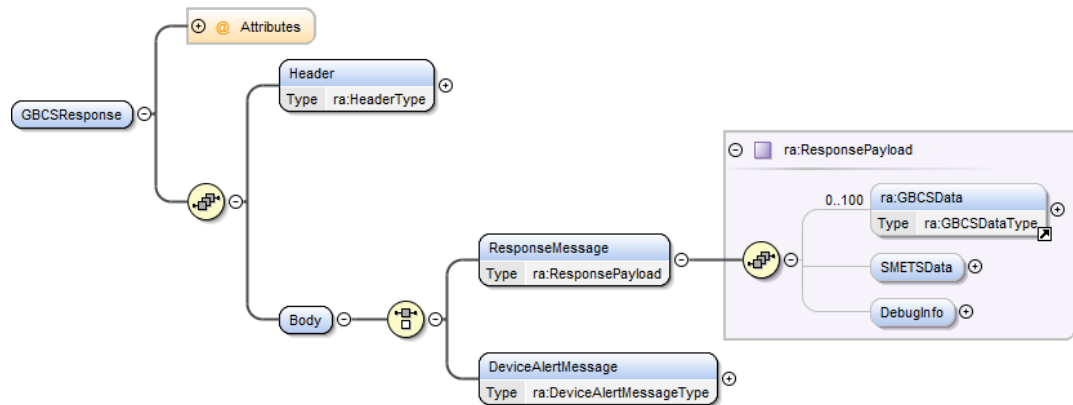 @ Attributes
Header
Type ra:HeaderType
GBCSResponse
ra:ResponsePayload
0..100
ra:GBCSData
Type ra:GBCSDataType
ResponseMessage
Type ra:ResponsePayload
SMETSData
Body
DebugInfo
DeviceAlertMessage
Type ra:DeviceAlertMessageType